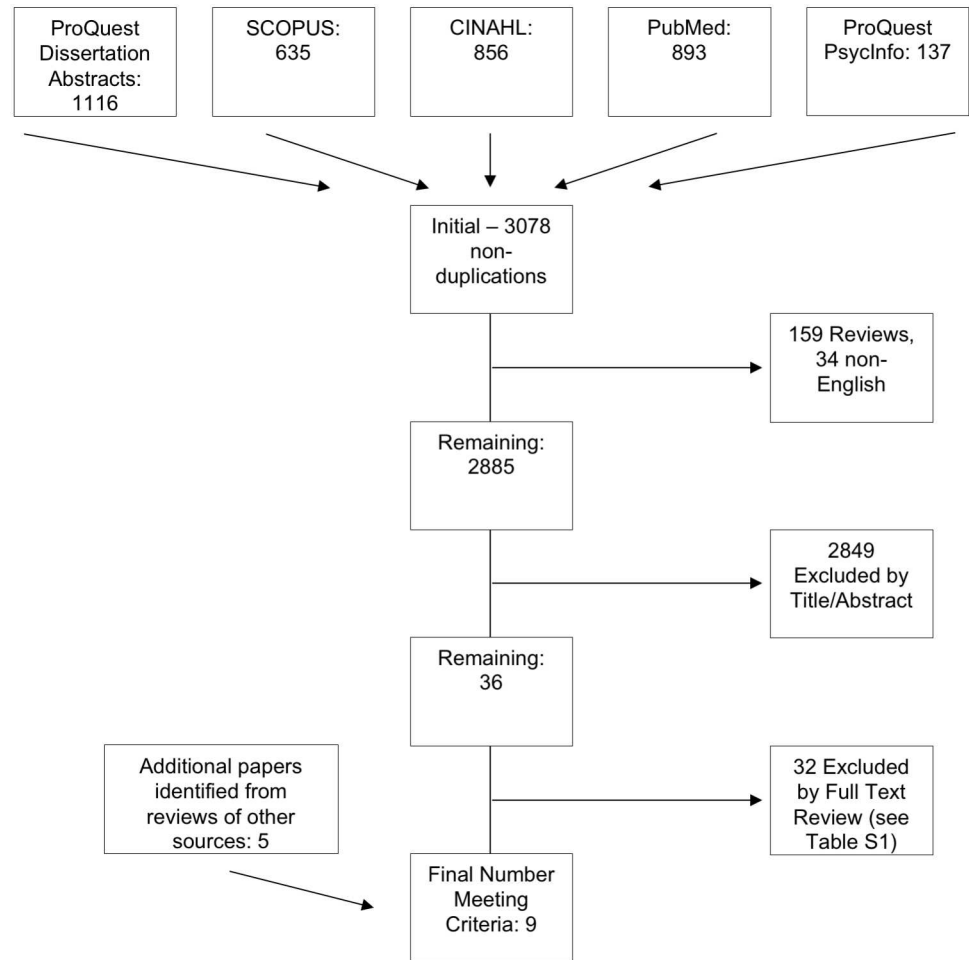 ProQuest
Dissertation
Abstracts:
1116
SCOPUS:
635
CINAHL:
856
PubMed:
893
ProQuest
PsycInfo: 137
Initial – 3078
non-
duplications
159 Reviews,
34 non-
English
Remaining:
2885
2849
Excluded by
Title/Abstract
Remaining:
36
Additional papers
identified from
reviews of other
sources: 5
32 Excluded
by Full Text
Review (see
Table S1)
Final Number
Meeting
Criteria: 9